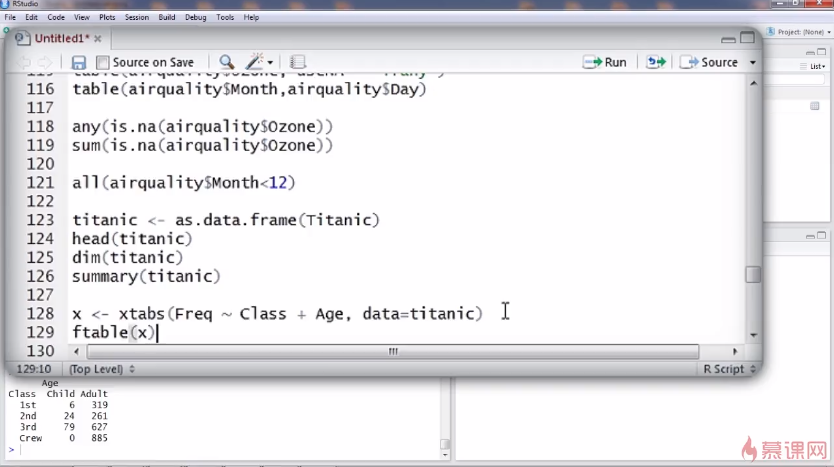 RStudio
File Edit Code View Plots Session Build Debug Tools Help
Project: (None)
Untitled1*
Source on Save Run Source
List
116 table(airquality$Month,airquality$Day)
117
118 any(is.na(airquality$Ozone))
119 sum(is.na(airquality$Ozone))
120
121 all(airquality$Month<12)
122
123 titanic <- as.data.frame(Titanic)
124 head(titanic)
125 dim(titanic)
126 summary(titanic)
127
128 x <- xtabs(Freq ~ Class + Age, data=titanic)
129 ftable(x)
130
129:10 (Top Level) R Script
Age
Class Child Adult
1st 6 319
2nd 24 261
3rd 79 627
Crew 0 885
>
慕课网